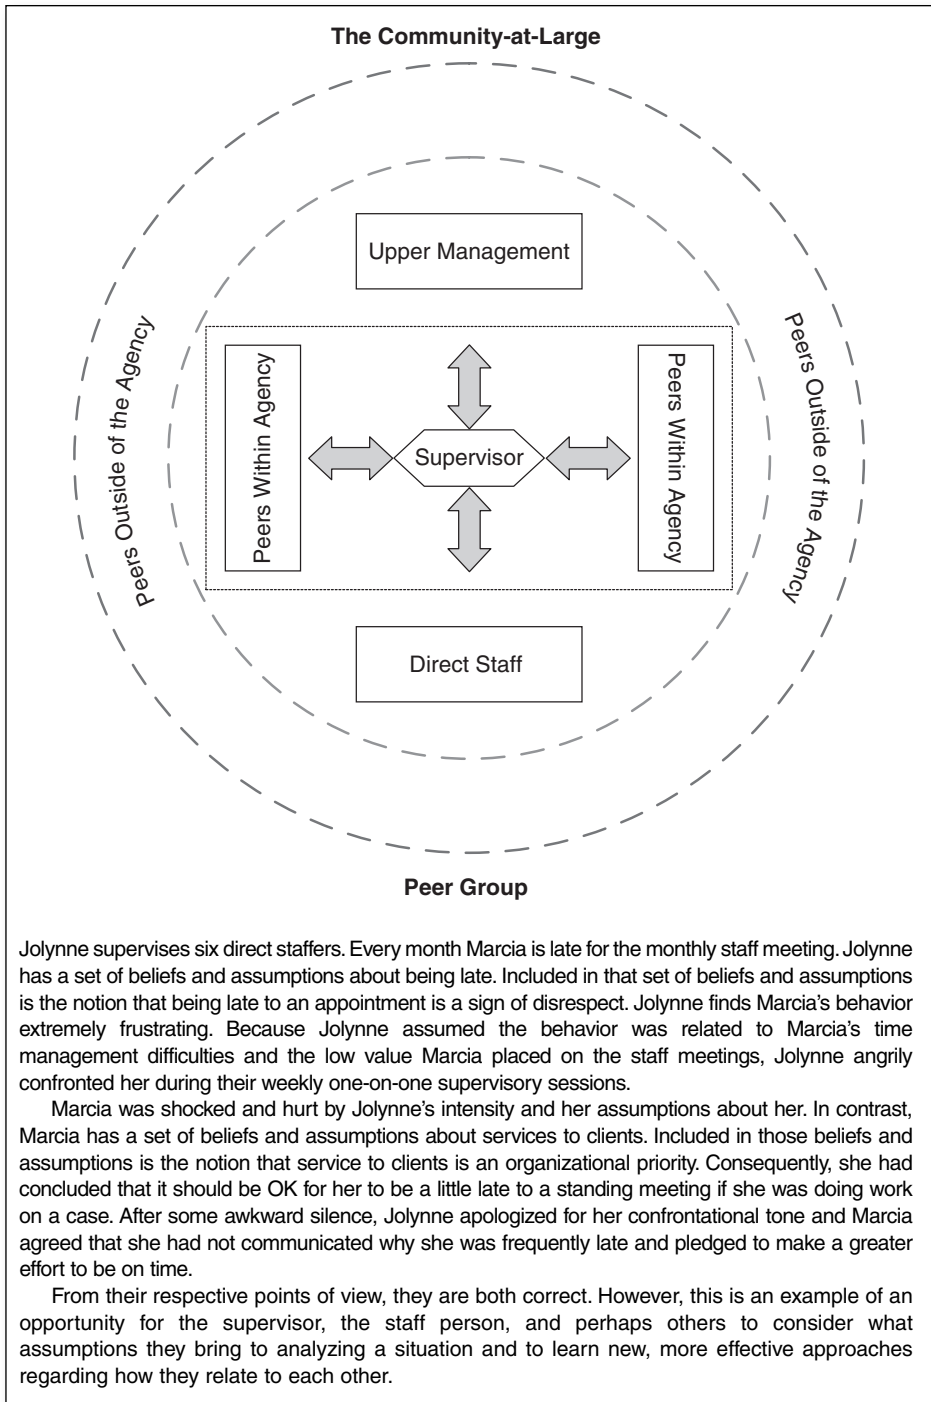 The Community-at-Large
Upper Management
Peers Outside of the Agency
Peers Within Agency
Supervisor
Peers Within Agency
Peers Outside of the Agency
Direct Staff
Peer Group
Jolynne supervises six direct staffers. Every month Marcia is late for the monthly staff meeting. Jolynne
has a set of beliefs and assumptions about being late. Included in that set of beliefs and assumptions
is the notion that being late to an appointment is a sign of disrespect. Jolynne finds Marcia’s behavior
extremely frustrating. Because Jolynne assumed the behavior was related to Marcia’s time
management difficulties and the low value Marcia placed on the staff meetings, Jolynne angrily
confronted her during their weekly one-on-one supervisory sessions.
Marcia was shocked and hurt by Jolynne’s intensity and her assumptions about her. In contrast,
Marcia has a set of beliefs and assumptions about services to clients. Included in those beliefs and
assumptions is the notion that service to clients is an organizational priority. Consequently, she had
concluded that it should be OK for her to be a little late to a standing meeting if she was doing work
on a case. After some awkward silence, Jolynne apologized for her confrontational tone and Marcia
agreed that she had not communicated why she was frequently late and pledged to make a greater
effort to be on time.
From their respective points of view, they are both correct. However, this is an example of an
opportunity for the supervisor, the staff person, and perhaps others to consider what
assumptions they bring to analyzing a situation and to learn new, more effective approaches
regarding how they relate to each other.